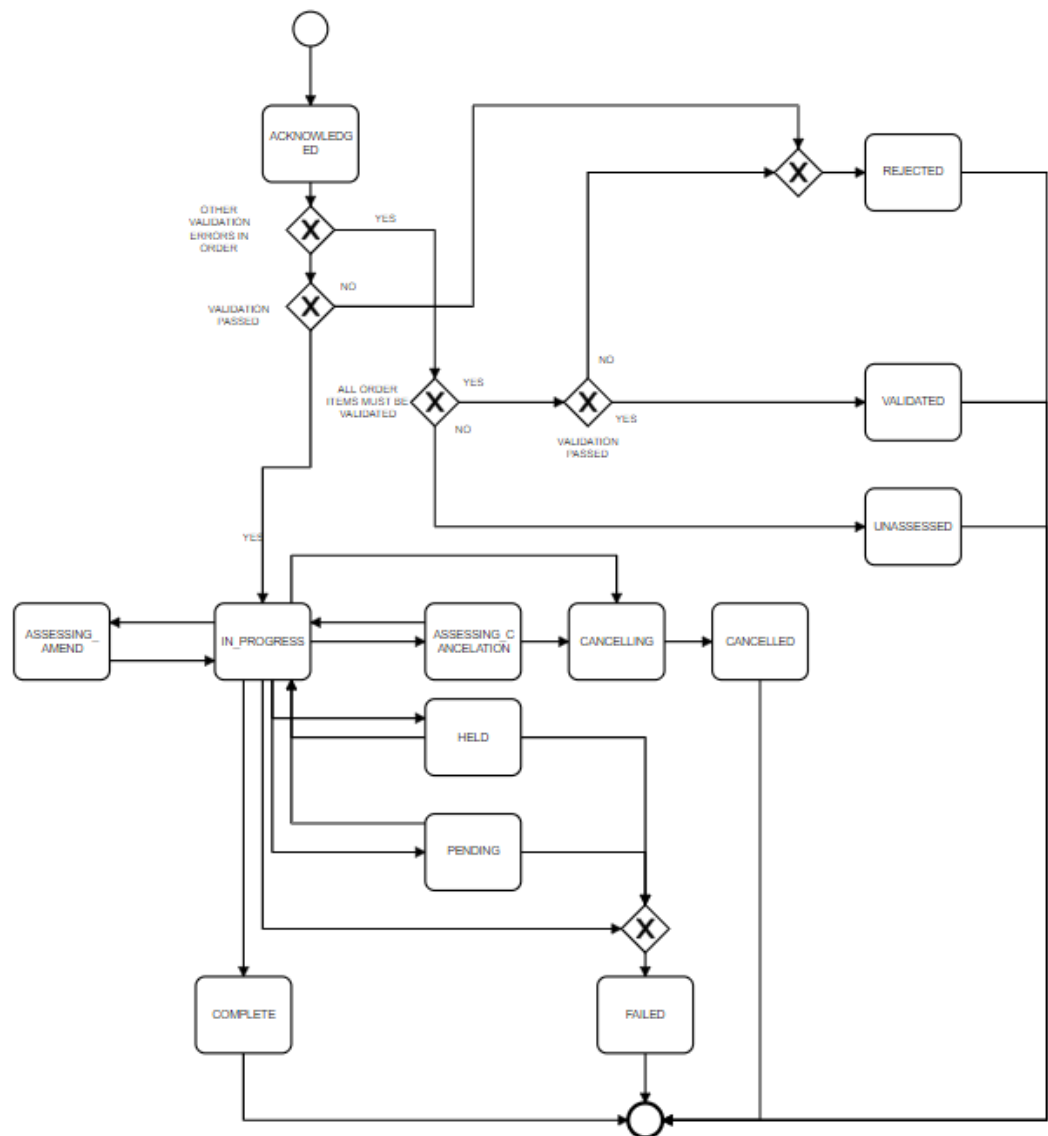 ACKNOWLEDG
ED
OTHER
VALIDATION
ERRORS IN
ORDER
YES
X
NO
X
VALIDATION
PASSED
X
REJECTED
NO
ALL ORDER
ITEMS MUST BE
VALIDATED
X
YES
NO
X
YES
VALIDATION
PASSED
VALIDATED
UNASSESSED
YES
ASSESSING_
AMEND
IN_PROGRESS
ASSESSING_C
ANCELATION
CANCELLING
CANCELLED
HELD
PENDING
X
COMPLETE
FAILED